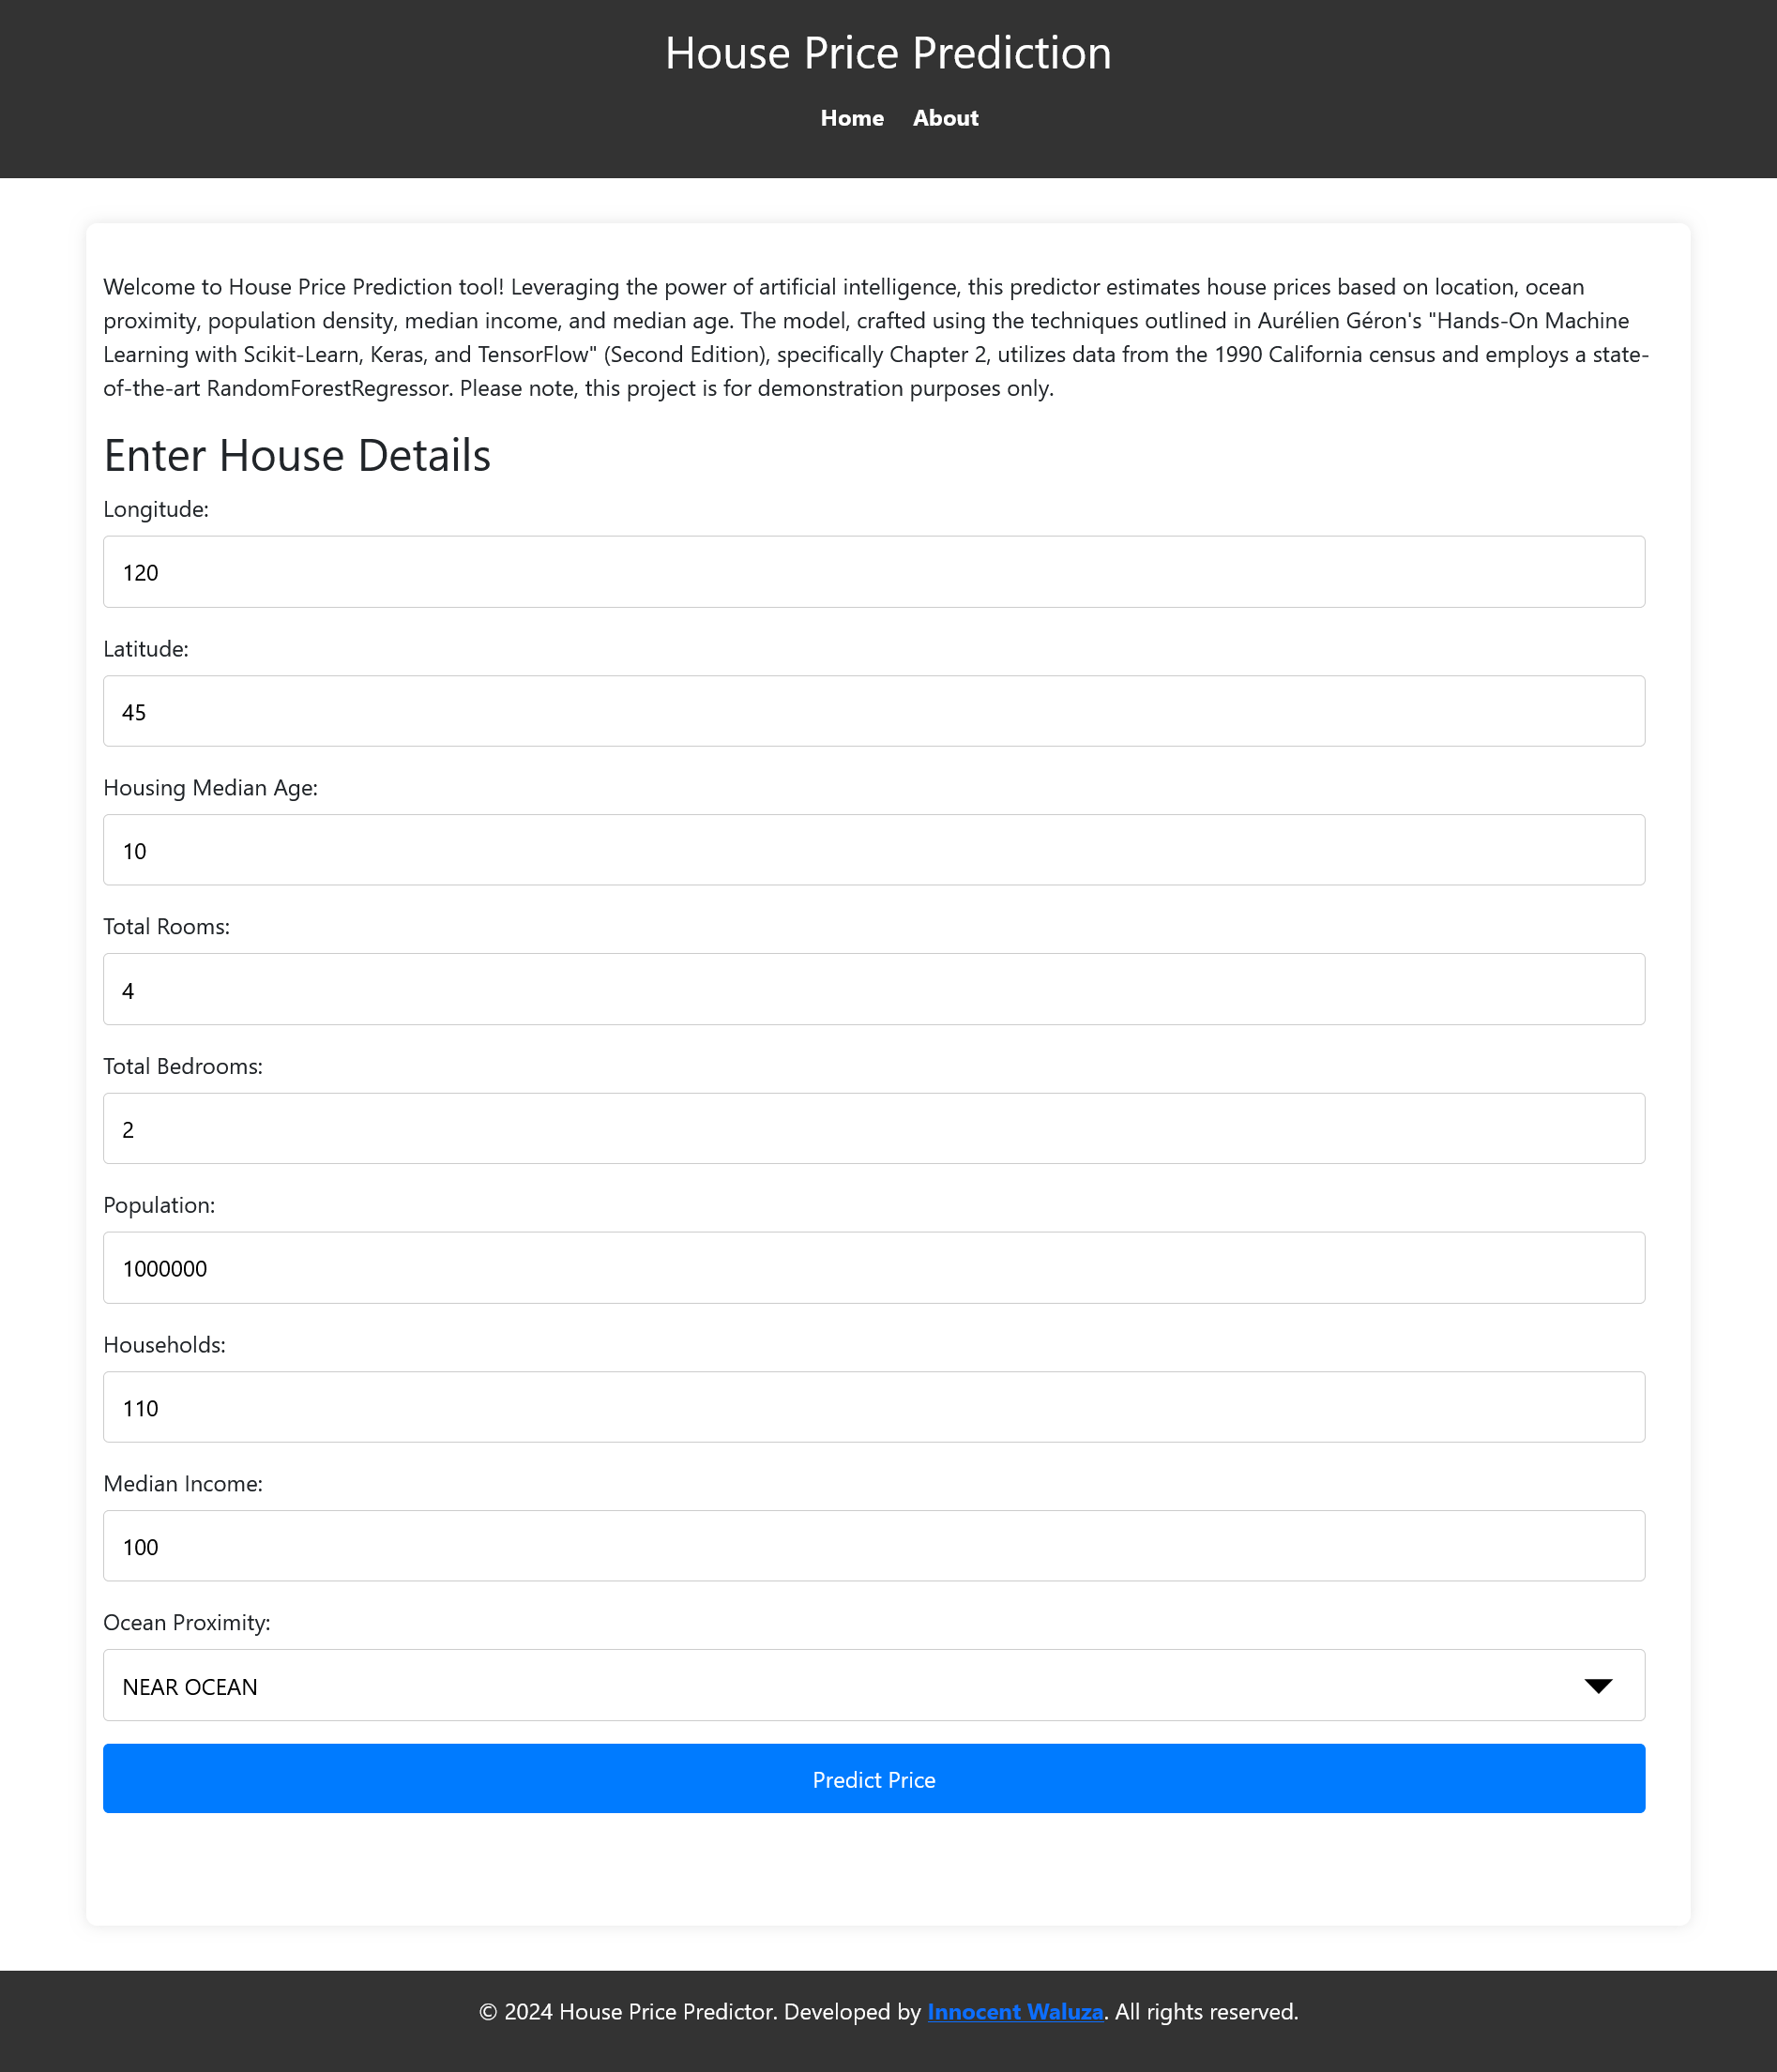 House Price Prediction
Home About
Welcome to House Price Prediction tool! Leveraging the power of artificial intelligence, this predictor estimates house prices based on location, ocean
proximity, population density, median income, and median age. The model, crafted using the techniques outlined in Aurélien Géron's "Hands-On Machine
Learning with Scikit-Learn, Keras, and TensorFlow" (Second Edition), specifically Chapter 2, utilizes data from the 1990 California census and employs a state-
of-the-art RandomForestRegressor. Please note, this project is for demonstration purposes only.
Enter House Details
Longitude:
120
Latitude:
45
Housing Median Age:
10
Total Rooms:
4
Total Bedrooms:
2
Population:
1000000
Households:
110
Median Income:
100
Ocean Proximity:
NEAR OCEAN
Predict Price
© 2024 House Price Predictor. Developed by Innocent Waluza. All rights reserved.